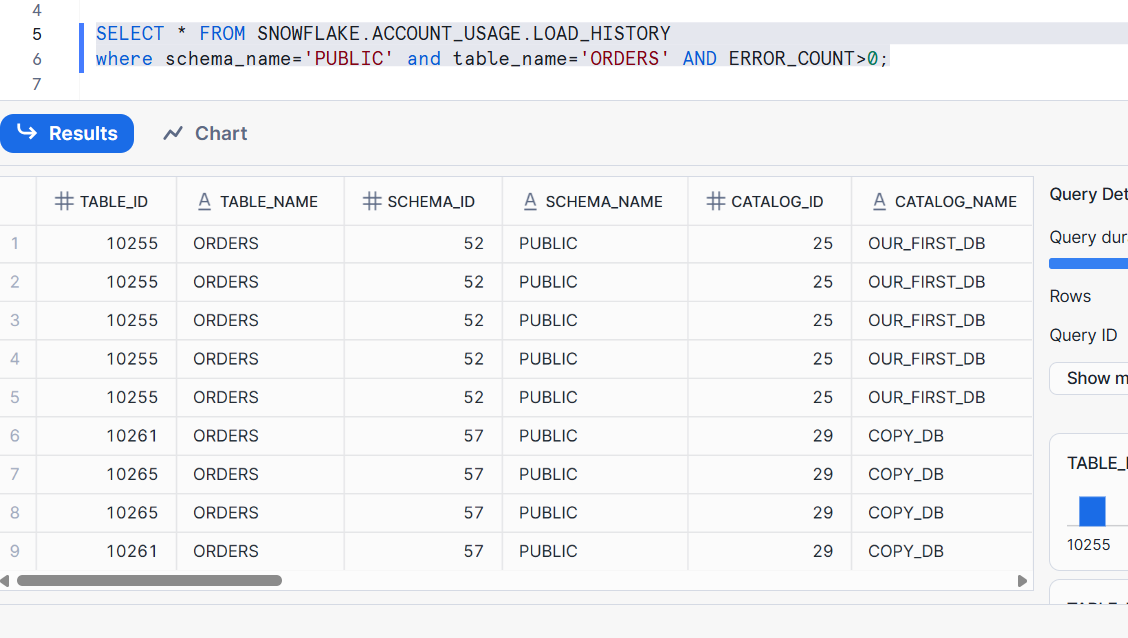 4
5 SELECT * FROM SNOWFLAKE.ACCOUNT_USAGE.LOAD_HISTORY
6 where schema_name='PUBLIC' and table_name='ORDERS' AND ERROR_COUNT>0;
7
Results Chart
TABLE_ID TABLE_NAME SCHEMA_ID SCHEMA_NAME CATALOG_ID CATALOG_NAME
1 10255 ORDERS 52 PUBLIC 25 OUR_FIRST_DB
2 10255 ORDERS 52 PUBLIC 25 OUR_FIRST_DB
3 10255 ORDERS 52 PUBLIC 25 OUR_FIRST_DB
4 10255 ORDERS 52 PUBLIC 25 OUR_FIRST_DB
5 10255 ORDERS 52 PUBLIC 25 OUR_FIRST_DB
6 10261 ORDERS 57 PUBLIC 29 COPY_DB
7 10265 ORDERS 57 PUBLIC 29 COPY_DB
8 10265 ORDERS 57 PUBLIC 29 COPY_DB
9 10261 ORDERS 57 PUBLIC 29 COPY_DB
Query Det
Query dur
Rows
Query ID
Show m
TABLE_I
10255